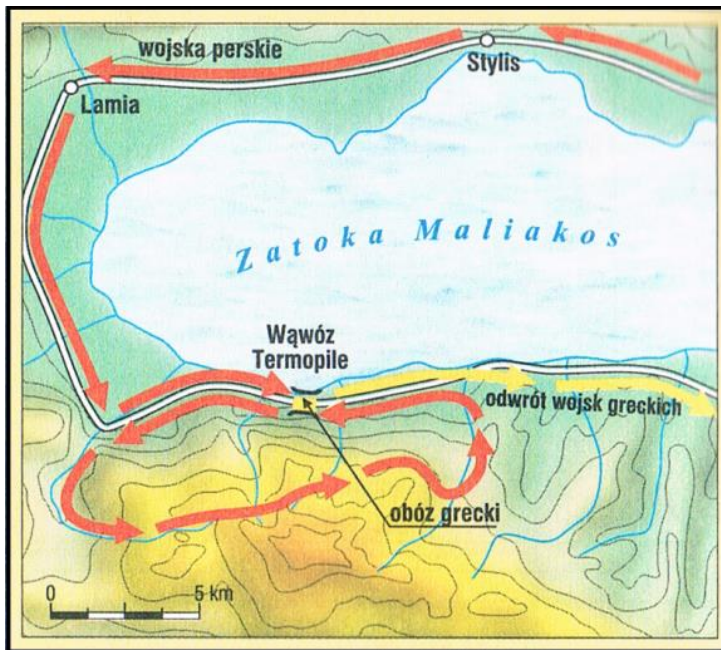 wojska perskie
Stylis
Lamia
Zatoka Maliakos
Wąwóz
Termopile
odwrót wojsk greckich
obóz grecki
0 5 km